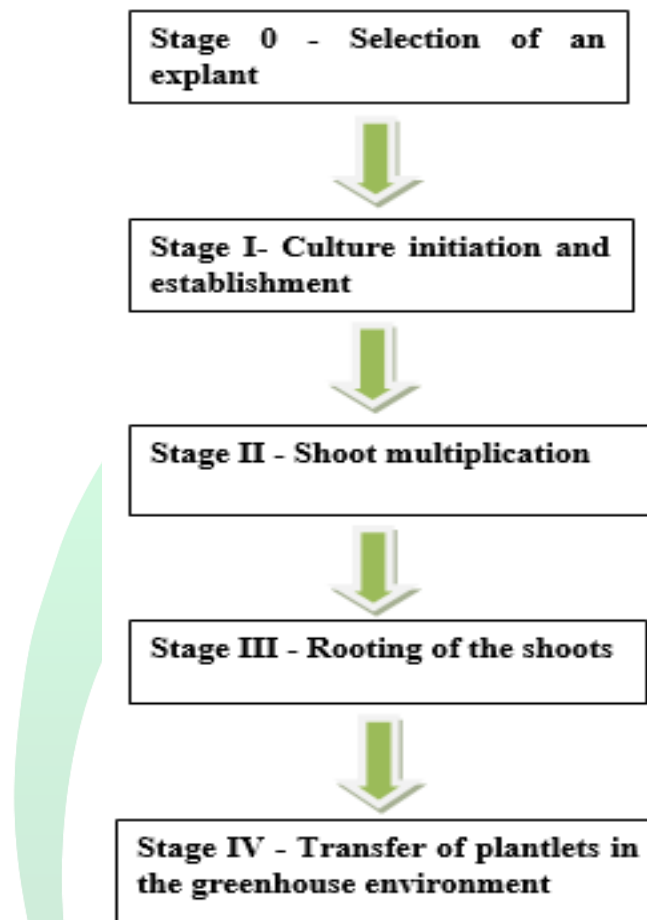 Stage 0 - Selection of an
explant
Stage I- Culture initiation and
establishment
Stage II - Shoot multiplication
Stage III - Rooting of the shoots
Stage IV - Transfer of plantlets in
the greenhouse environment